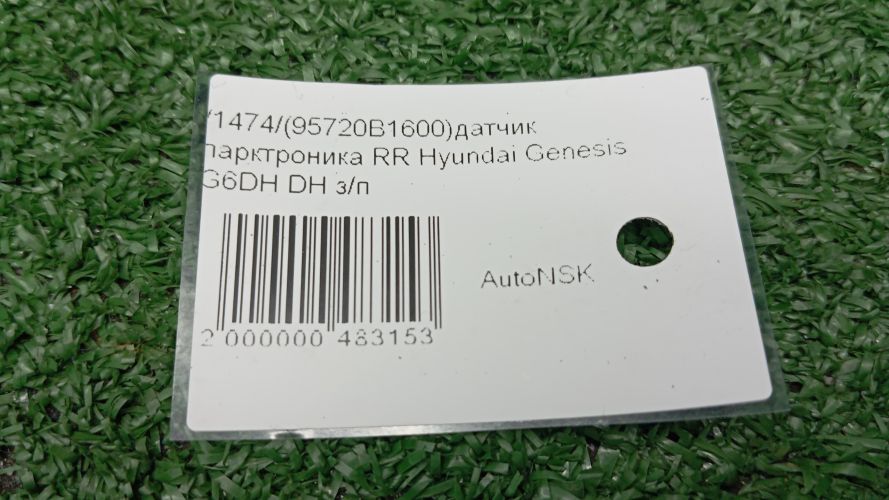 /1474/(95720B1600)датчик
парктроника RR Hyundai Genesis
G6DH DH з/п
AutoNSK
2 000000 483153